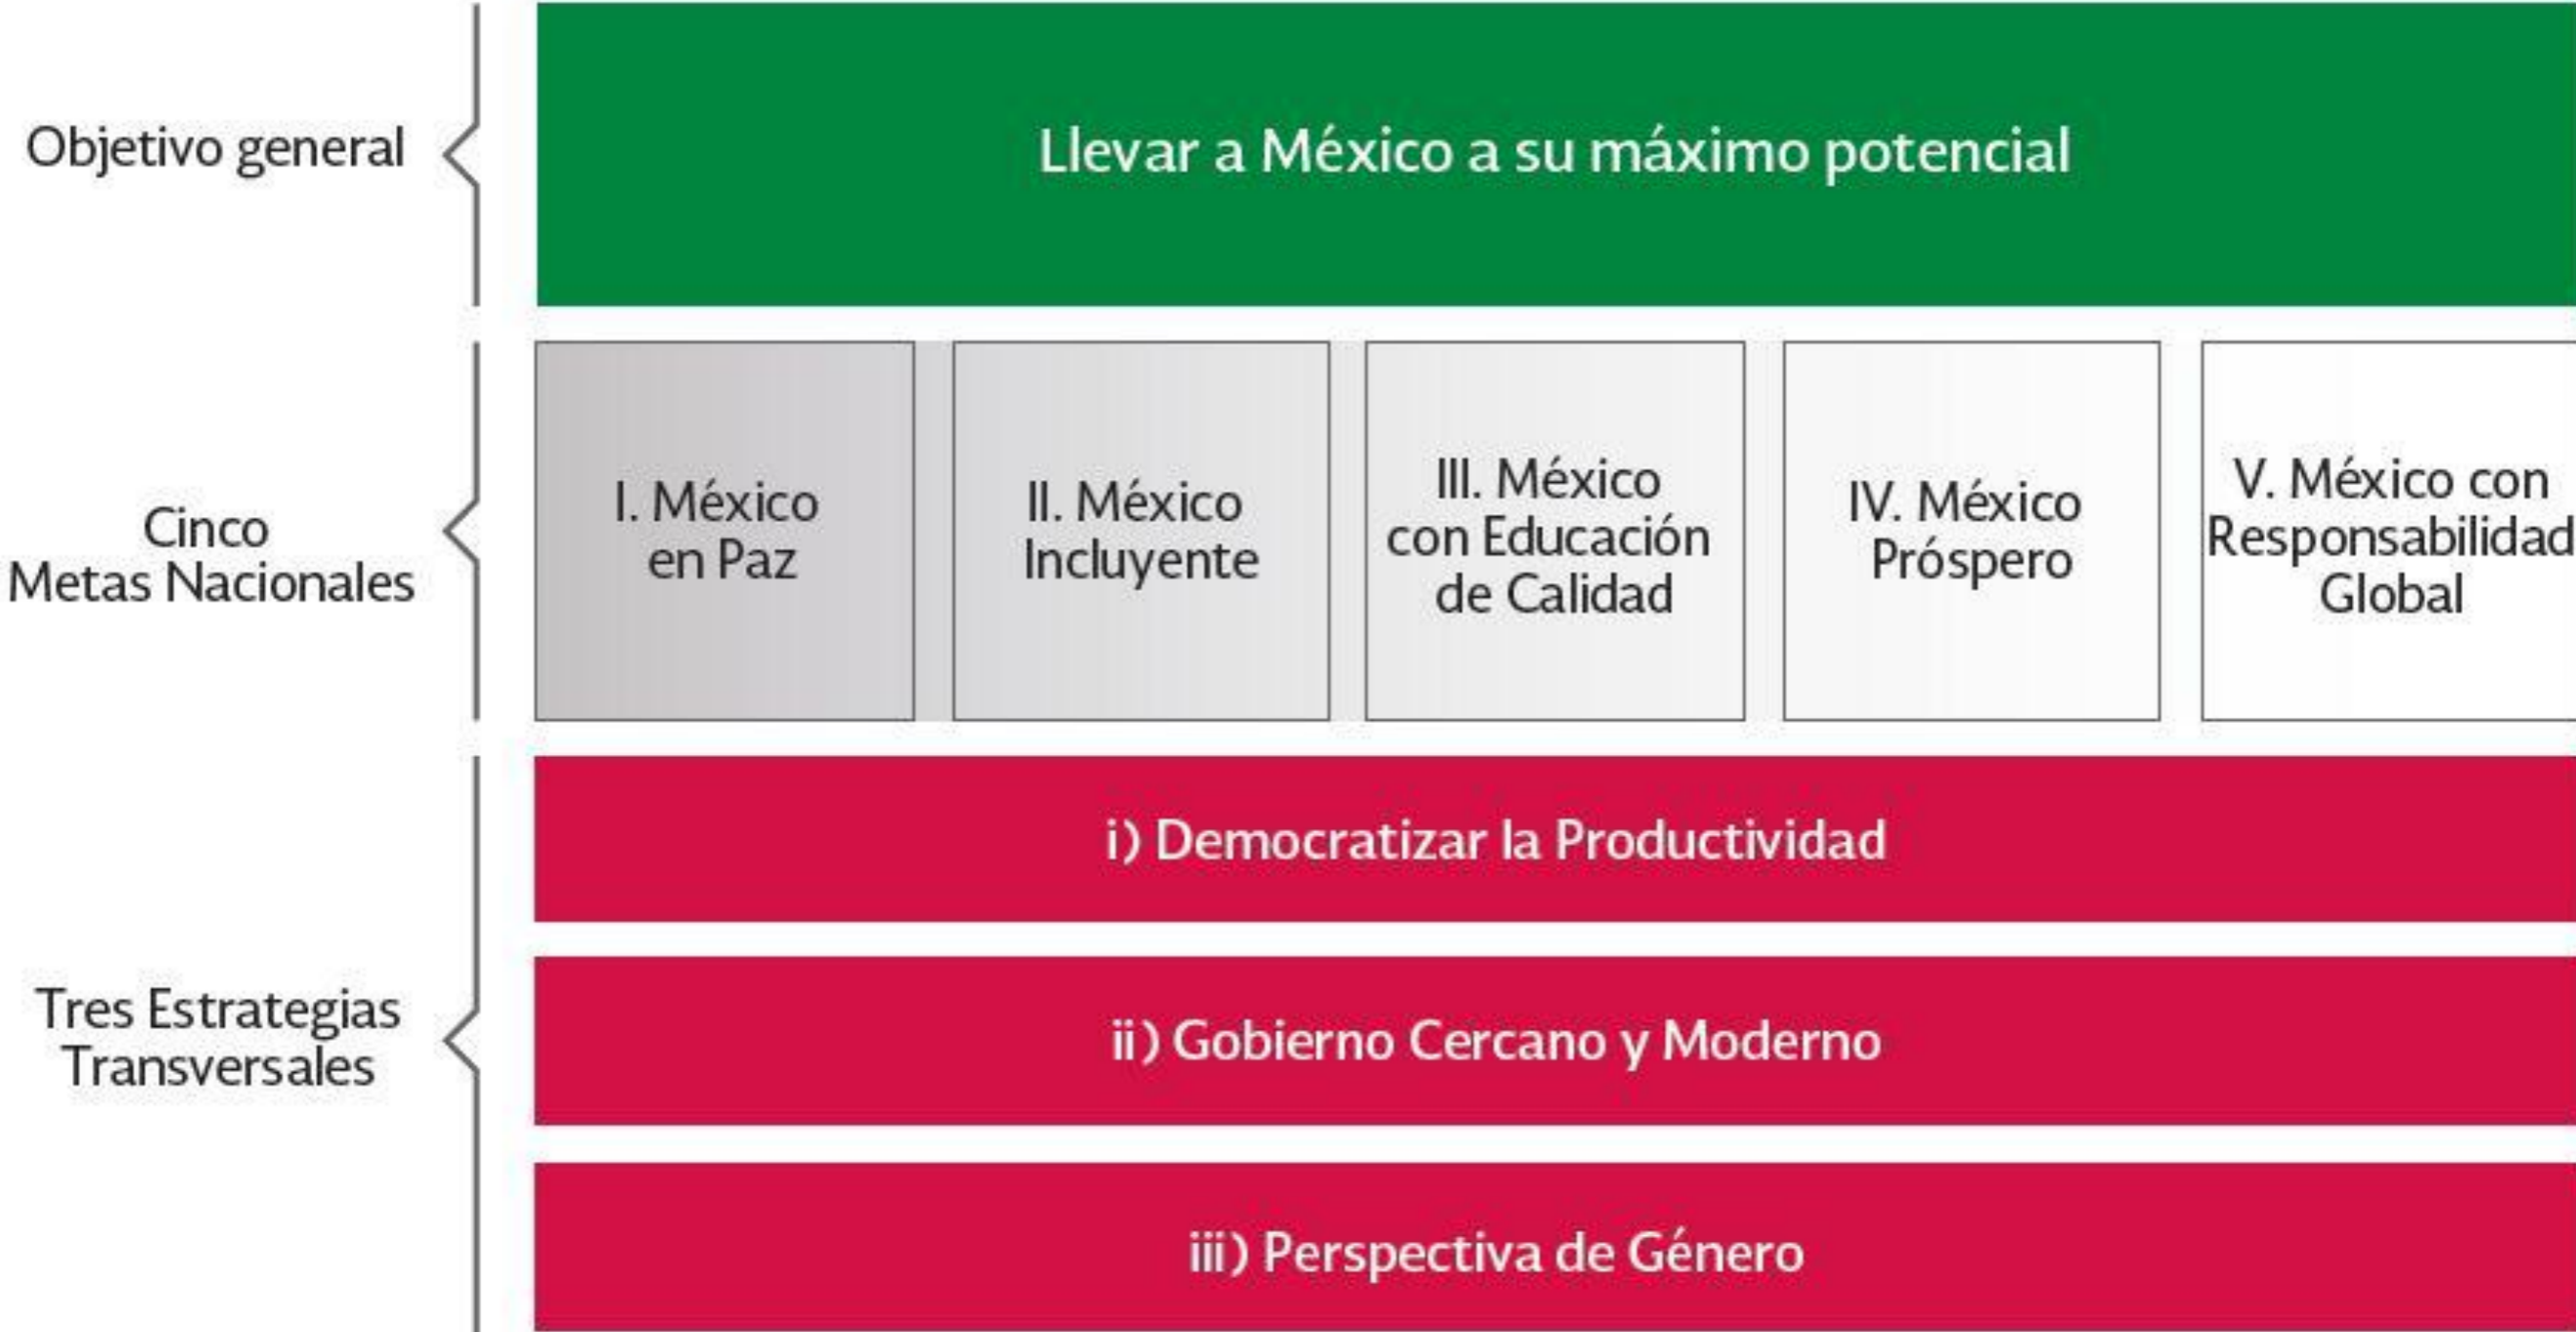 Objetivo general
Llevar a México a su máximo potencial
Cinco
Metas Nacionales
I. México
en Paz
II. México
Incluyente
III. México
con Educación
de Calidad
IV. México
Próspero
V. México con
Responsabilidad
Global
Tres Estrategias
Transversales
i) Democratizar la Productividad
ii) Gobierno Cercano y Moderno
iii) Perspectiva de Género